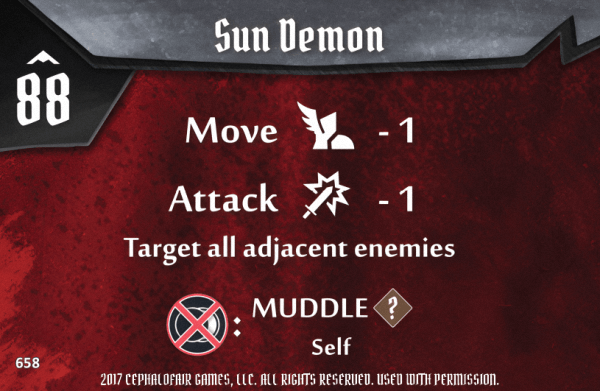 Sun Demon
88
Move - 1
Attack - 1
Target all adjacent enemies
: MUDDLE ?
Self
658
2017 CEPHALOFAIR GAMES, LLC. ALL RIGHTS RESERVED. USED WITH PERMISSION.